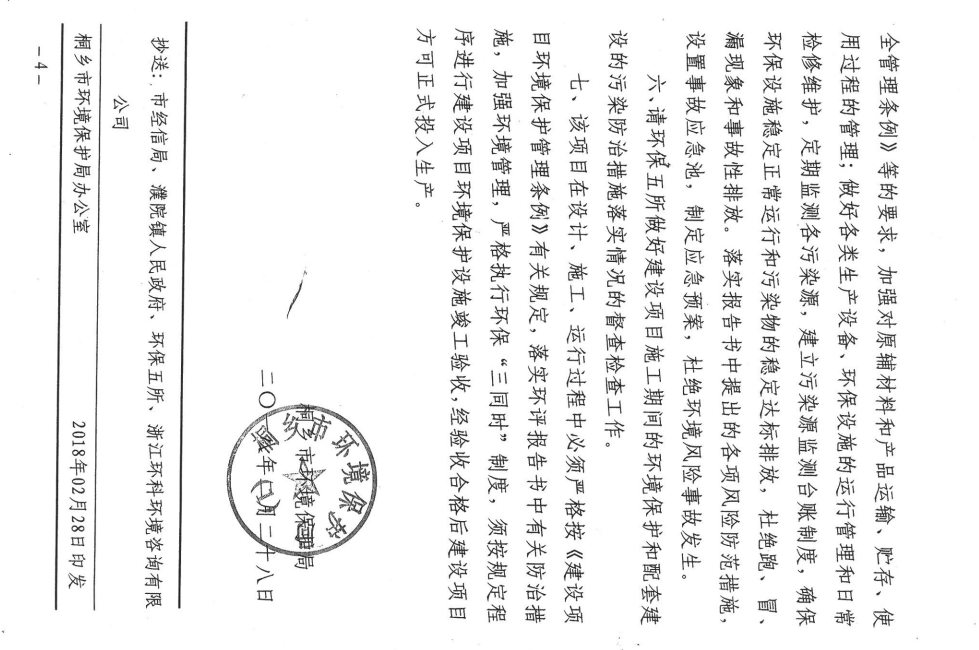 全管理条例》等的要求，加强对原辅材料和产品运输、贮存、使
用过程的管理；做好各类生产设备、环保设施的运行管理和日常
检修维护，定期监测各污染源，建立污染源监测台账制度，确保
环保设施稳定正常运行和污染物的稳定达标排放，杜绝跑、冒、
漏现象和事故性排放。落实报告书中提出的各项风险防范措施，
设置事故应急池，制定应急预案，杜绝环境风险事故发生。
六、请环保五所做好建设项目施工期间的环境保护和配套建
设的污染防治措施落实情况的督查检查工作。
七、该项目在设计、施工、运行过程中必须严格按《建设项
目环境保护管理条例》有关规定，落实环评报告书中有关防治措
施，加强环境管理，严格执行环保“三同时”制度，须按规定程
序进行建设项目环境保护设施竣工验收，经验收合格后建设项目
方可正式投入生产。
桐乡市环境保护局
二〇一八年二月二十八日
抄送：市经信局、濮院镇人民政府、环保五所、浙江环科环境咨询有限
公司
桐乡市环境保护局办公室 2018年02月28日印发
－4－